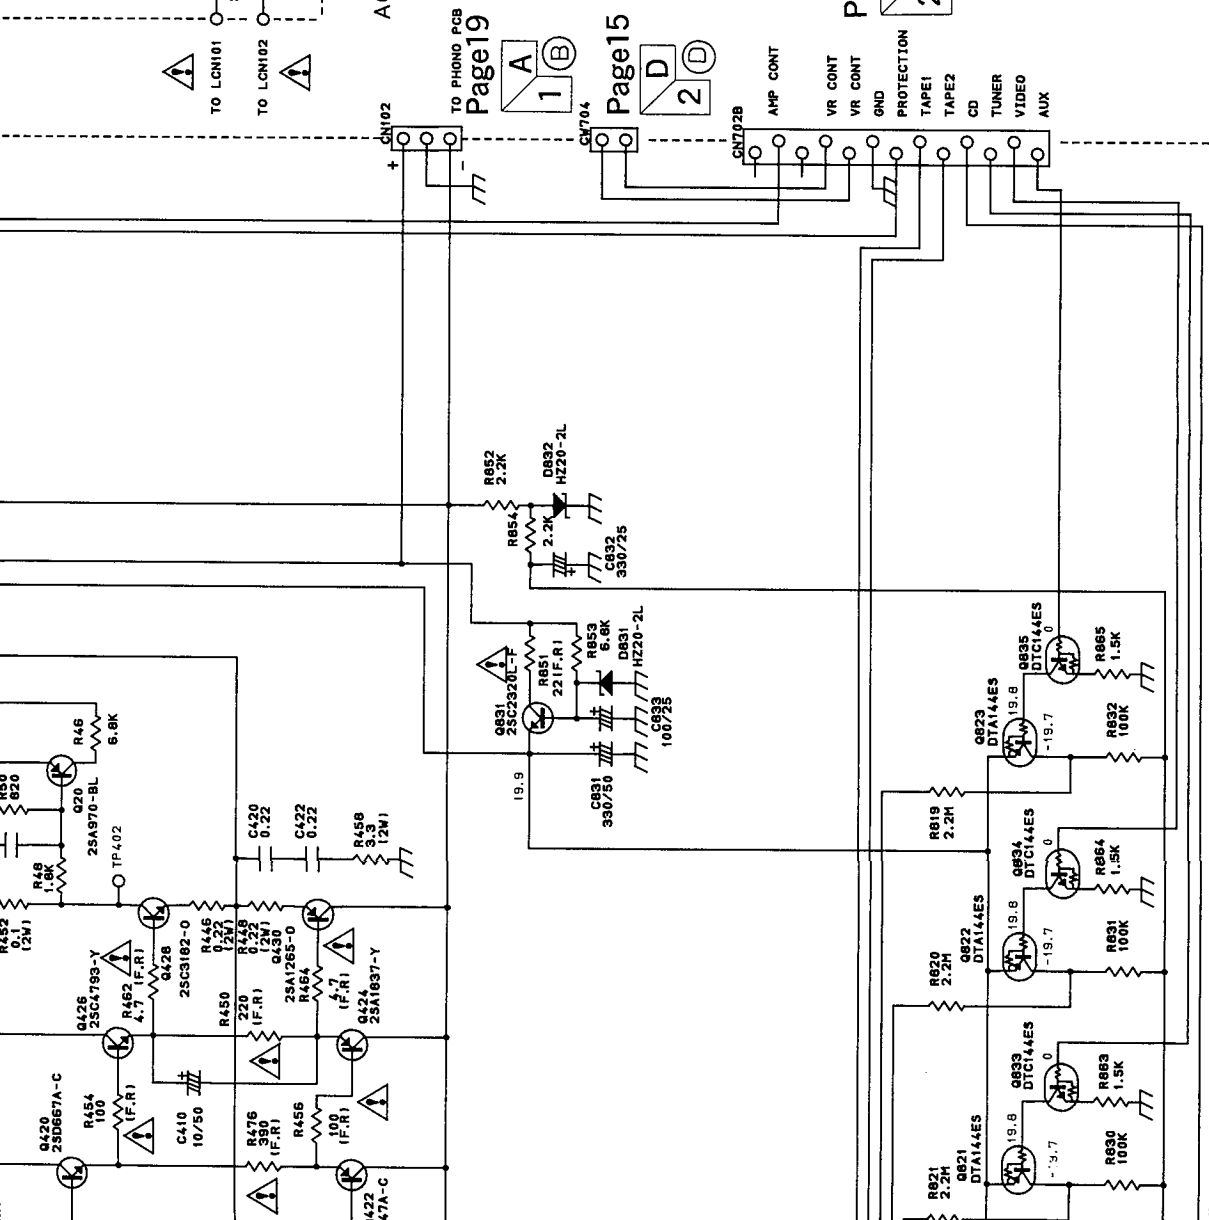 TO LCN101
TO LCN102
AC
CN102
TO PHONO PCB
Page19
A
1
B
+
-
CW704
Page15
D
2
D
P
2
CN702B
AMP CONT
VR CONT
VR CONT
GND
PROTECTION
TAPE1
TAPE2
CD
TUNER
VIDEO
AUX
R852
2.2K
D832
HZ20-2L
R854
2.2K
C832
330/25
+
Q831
2SC2320L-F
R851
22(F.R)
R853
6.8K
D831
HZ20-2L
C833
100/25
+
+
C831
330/50
19.9
R46
6.8K
R50
820
Q20
2SA970-BL
R48
1.8K
TP402
R452
0.1
(2W)
C420
0.22
C422
0.22
R458
3.3
(2W)
Q428
2SC3182-O
R446
0.22
(2W)
R448
0.22
(2W)
Q430
2SA1265-O
Q426
2SC4793-Y
R462
4.7
(F.R)
R464
4.7
(F.R)
R450
220
(F.R)
Q424
2SA1837-Y
Q420
2SD667A-C
R454
100
(F.R)
C410
10/50
R476
390
(F.R)
R456
100
(F.R)
422
47A-C
Q835
DTC144ES
0
R865
1.5K
Q823
DTA144ES
19.8
-19.7
R832
100K
R819
2.2M
Q834
DTC144ES
0
R864
1.5K
Q822
DTA144ES
19.8
-19.7
R831
100K
R820
2.2M
Q833
DTC144ES
0
R863
1.5K
Q821
DTA144ES
19.8
-19.7
R830
100K
R821
2.2M